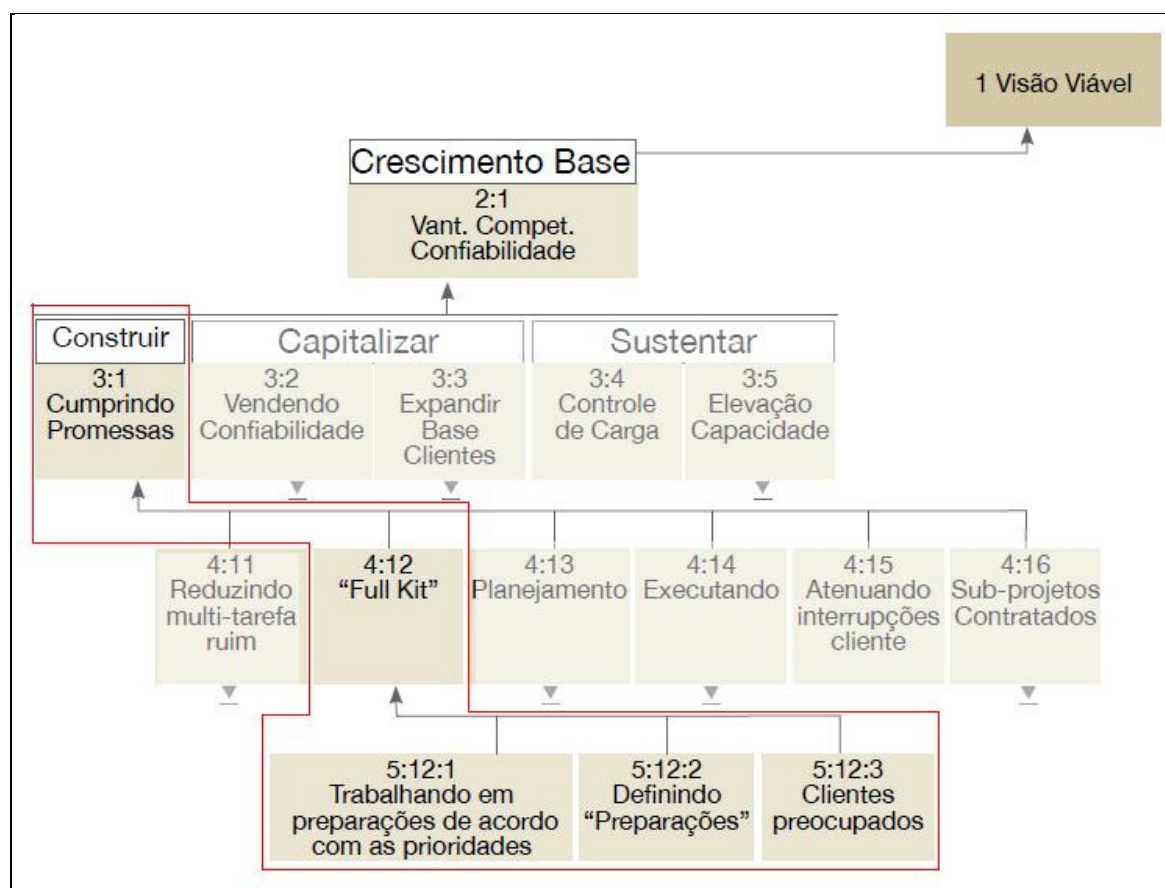 1 Visão Viável
Crescimento Base
2:1
Vant. Compet.
Confiabilidade
Construir
Capitalizar
Sustentar
3:1
Cumprindo
Promessas
3:2
Vendendo
Confiabilidade
3:3
Expandir
Base
Clientes
3:4
Controle
de Carga
3:5
Elevação
Capacidade
4:11
Reduzindo
multi-tarefa
ruim
4:12
“Full Kit”
4:13
Planejamento
4:14
Executando
4:15
Atenuando
interrupções
cliente
4:16
Sub-projetos
Contratados
5:12:1
Trabalhando em
preparações de acordo
com as prioridades
5:12:2
Definindo
“Preparações”
5:12:3
Clientes
preocupados